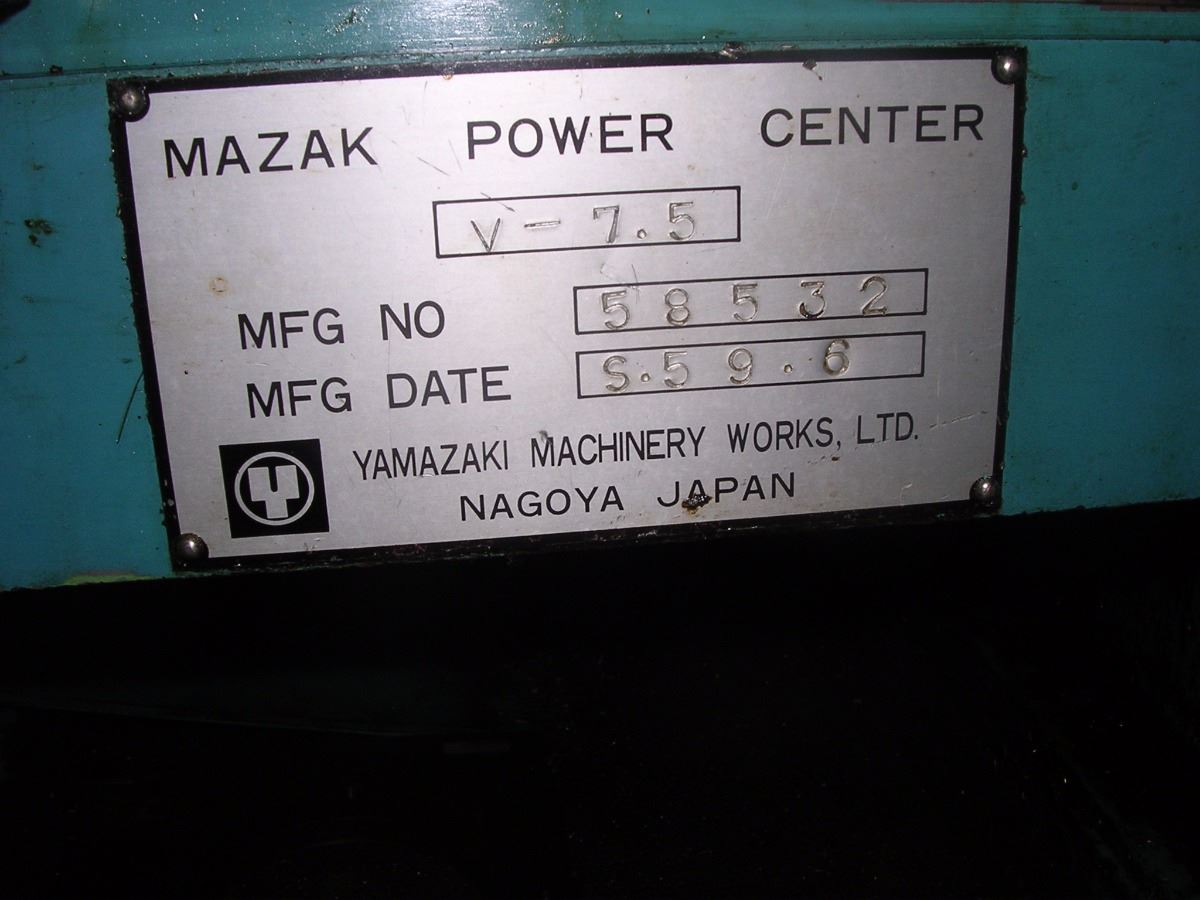 MAZAK POWER CENTER
V-7.5
MFG NO 58532
MFG DATE S.59.6
YAMAZAKI MACHINERY WORKS, LTD.
NAGOYA JAPAN